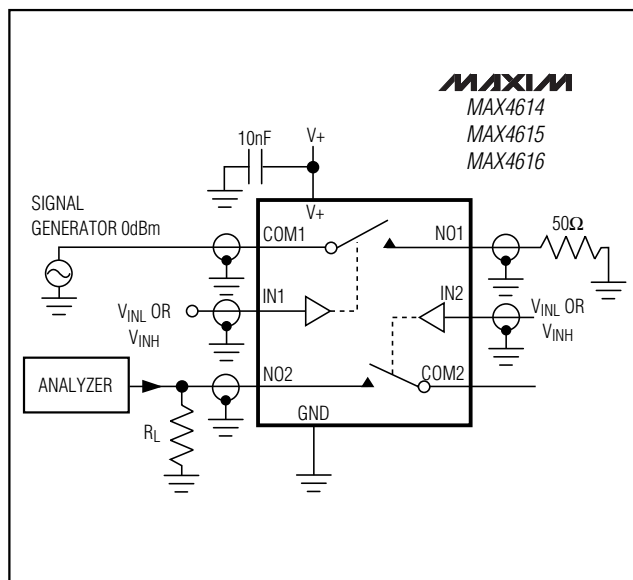 MAXIM
MAX4614
MAX4615
MAX4616
10nF
V+
V+
SIGNAL
GENERATOR 0dBm
COM1
NO1
50Ω
IN1
IN2
V_INL OR
V_INH
V_INL OR
V_INH
ANALYZER
NO2
COM2
R_L
GND